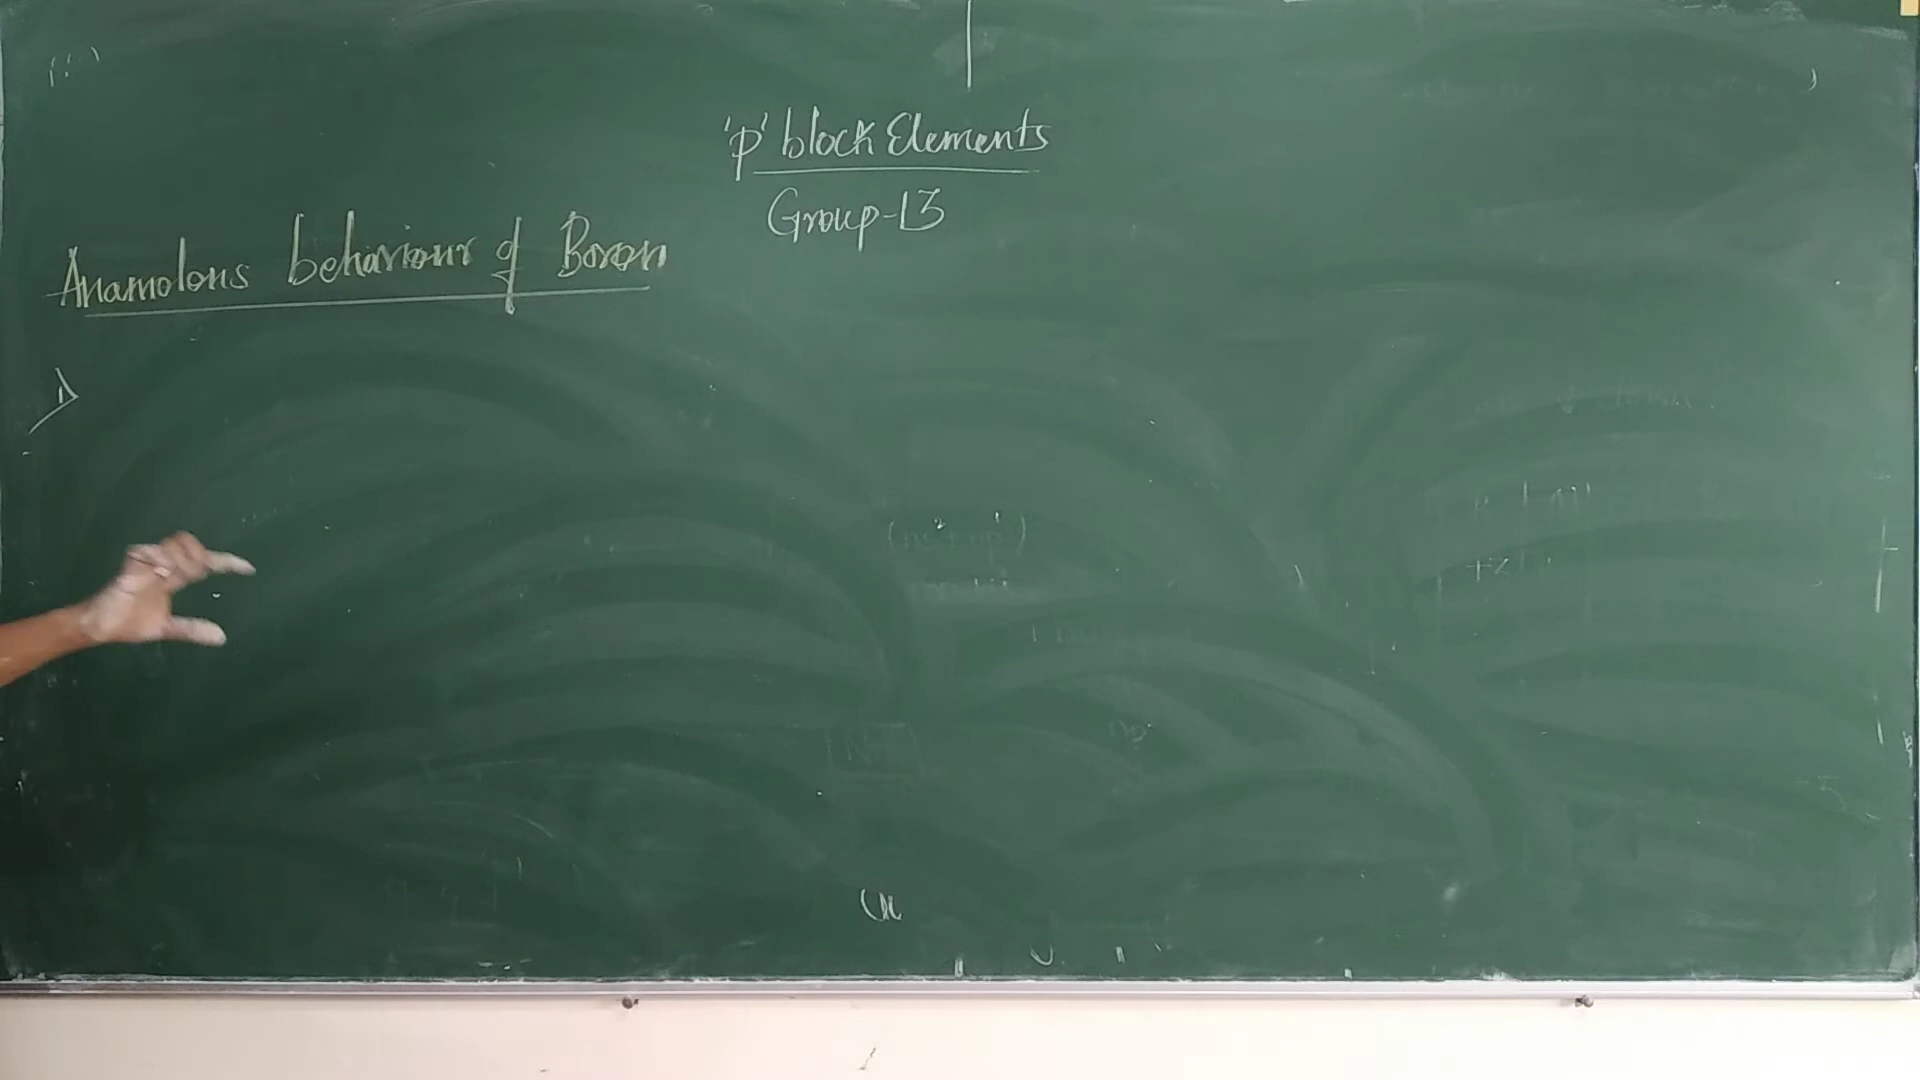 'p' block Elements
Group-13
Anamolous behaviour of Boron
1)